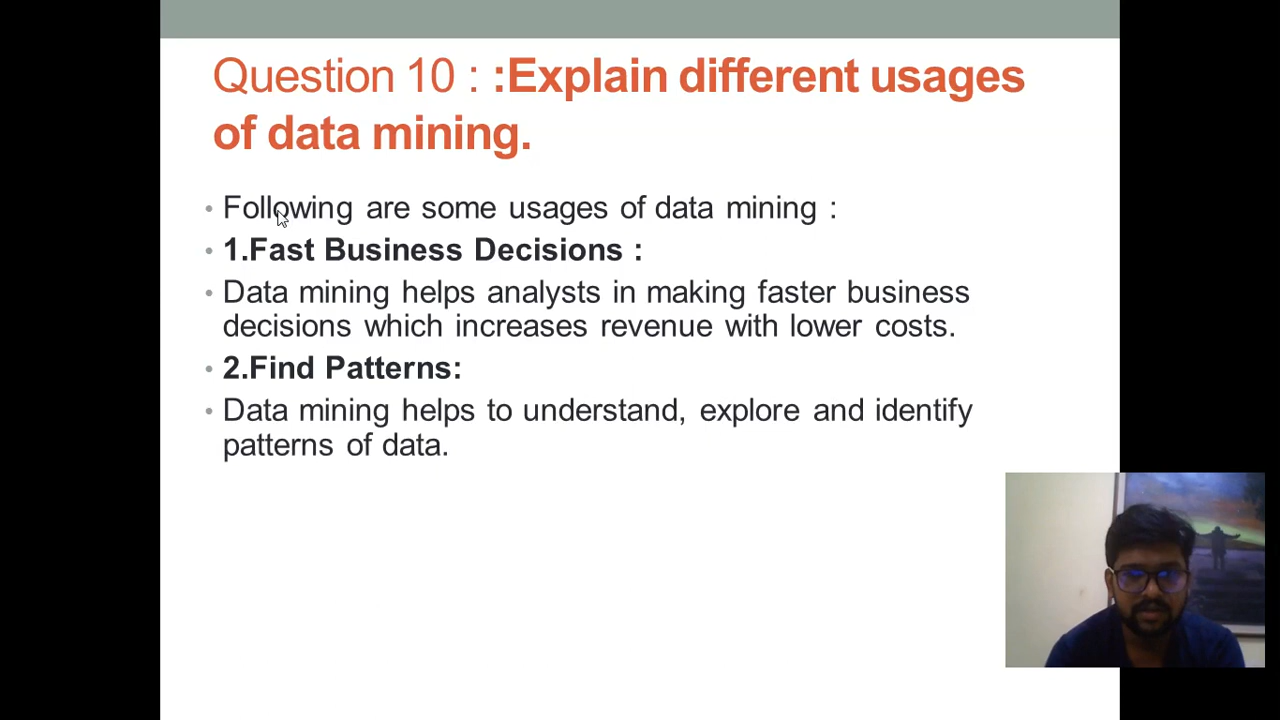 Question 10 : :Explain different usages
of data mining.
• Following are some usages of data mining :
• 1.Fast Business Decisions :
• Data mining helps analysts in making faster business
decisions which increases revenue with lower costs.
• 2.Find Patterns:
• Data mining helps to understand, explore and identify
patterns of data.